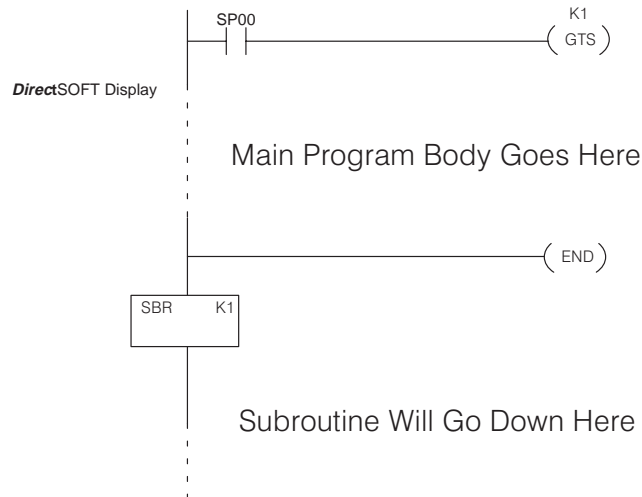 K1
SP00
GTS
DirectSOFT Display
Main Program Body Goes Here
END
SBR K1
Subroutine Will Go Down Here